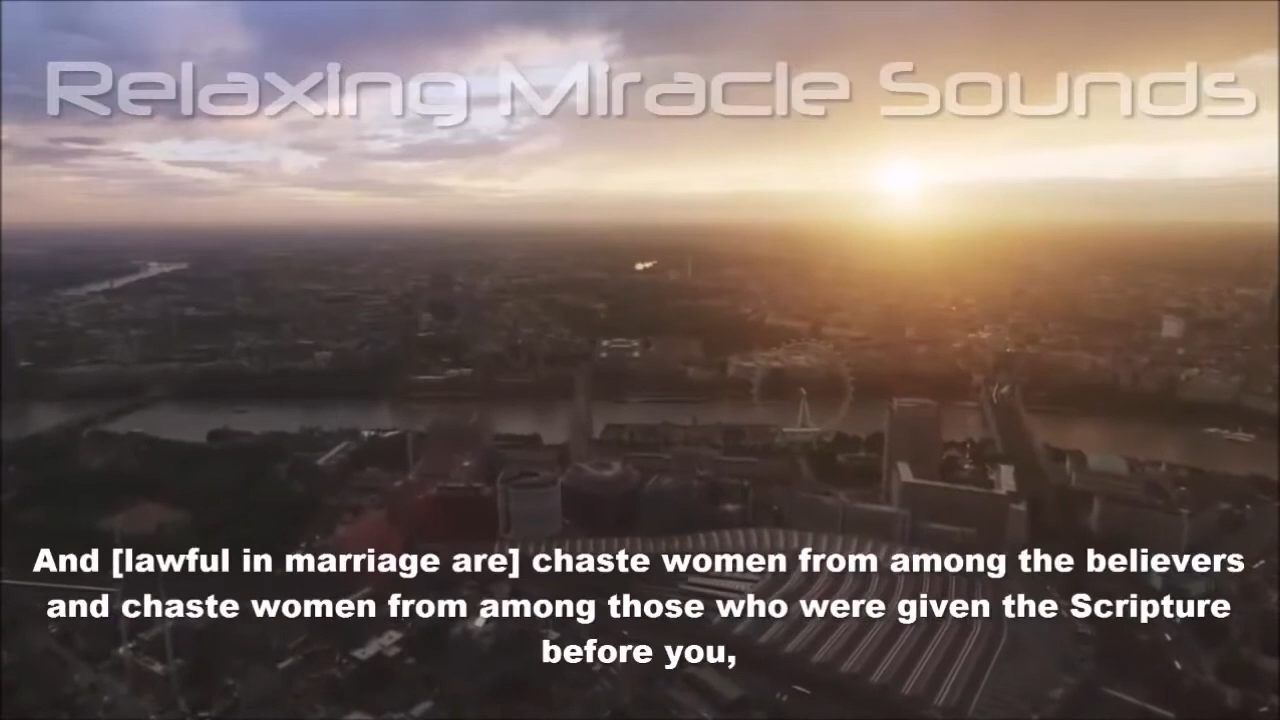 Relaxing Miracle Sounds
And [lawful in marriage are] chaste women from among the believers
and chaste women from among those who were given the Scripture
before you,